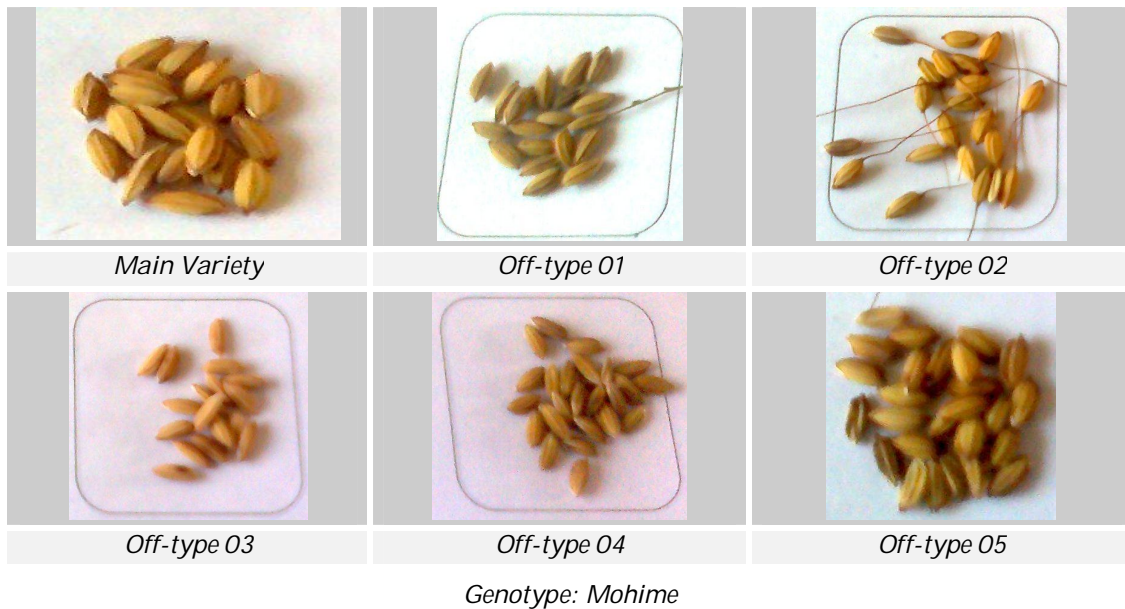 Main Variety
Off-type 01
Off-type 02
Off-type 03
Off-type 04
Off-type 05
Genotype: Mohime